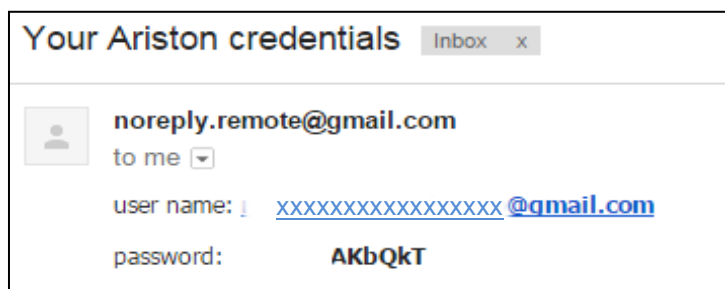 Your Ariston credentials Inbox x
noreply.remote@gmail.com
to me
user name: xxxxxxxxxxxxxxxxx@gmail.com
password: AKbQkT